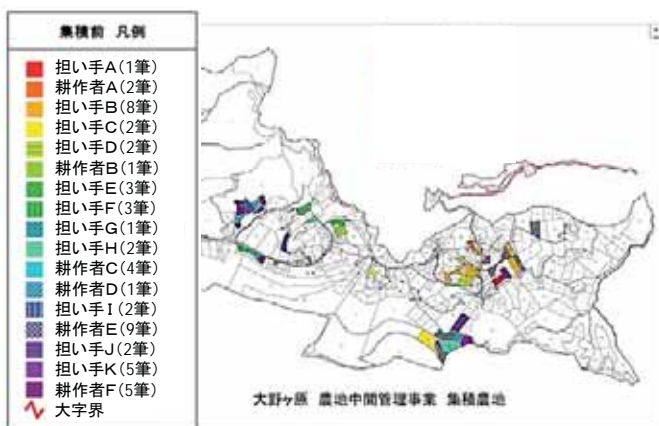 集積前 凡例
担い手A(1筆)
耕作者A(2筆)
担い手B(8筆)
担い手C(2筆)
担い手D(2筆)
耕作者B(1筆)
担い手E(3筆)
担い手F(3筆)
担い手G(1筆)
担い手H(2筆)
耕作者C(4筆)
耕作者D(1筆)
担い手I(2筆)
耕作者E(9筆)
担い手J(2筆)
担い手K(5筆)
耕作者F(5筆)
大字界
大野ヶ原 農地中間管理事業 集積農地